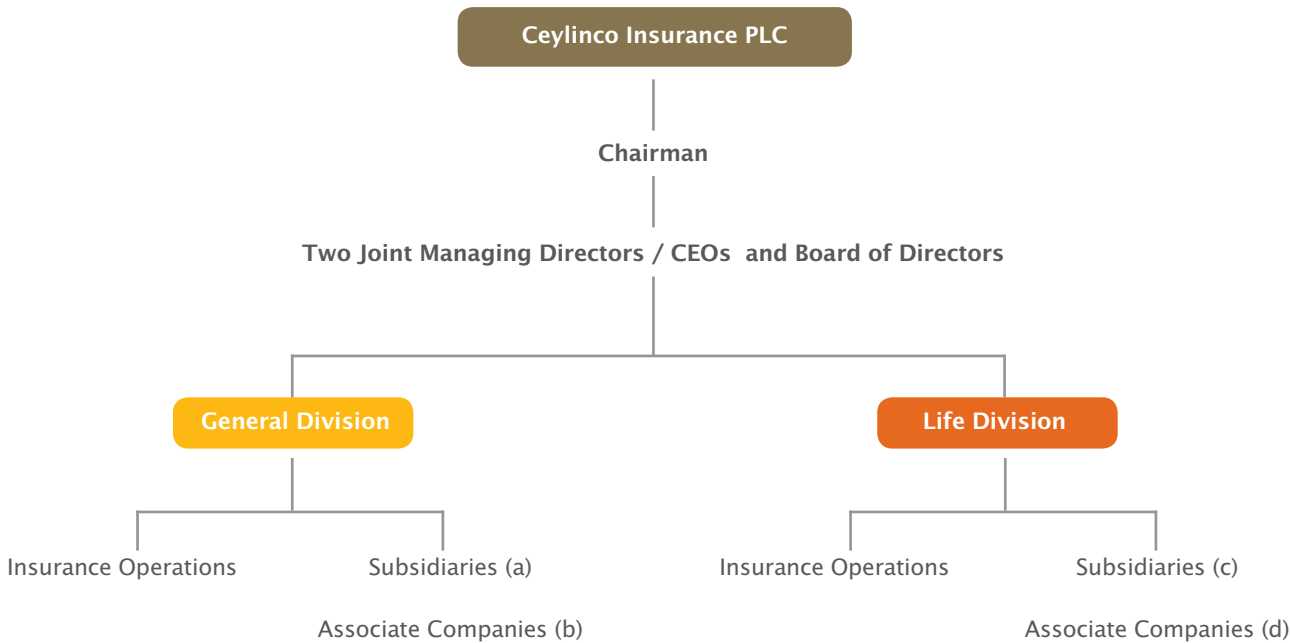 Ceylinco Insurance PLC
Chairman
Two Joint Managing Directors / CEOs and Board of Directors
General Division
Life Division
Insurance Operations
Subsidiaries (a)
Insurance Operations
Subsidiaries (c)
Associate Companies (b)
Associate Companies (d)